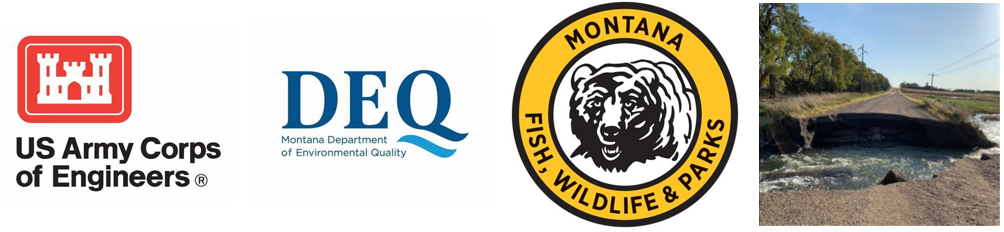 US Army Corps
of Engineers ®
DEQ
Montana Department
of Environmental Quality
MONTANA
FISH, WILDLIFE & PARKS